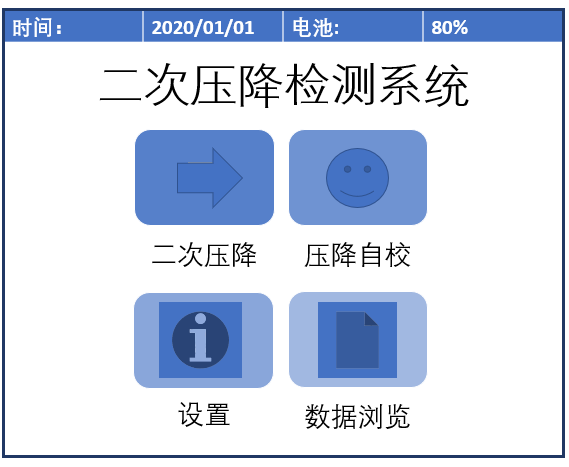 时间： 2020/01/01 电池: 80%
二次压降检测系统
二次压降 压降自校
设置 数据浏览